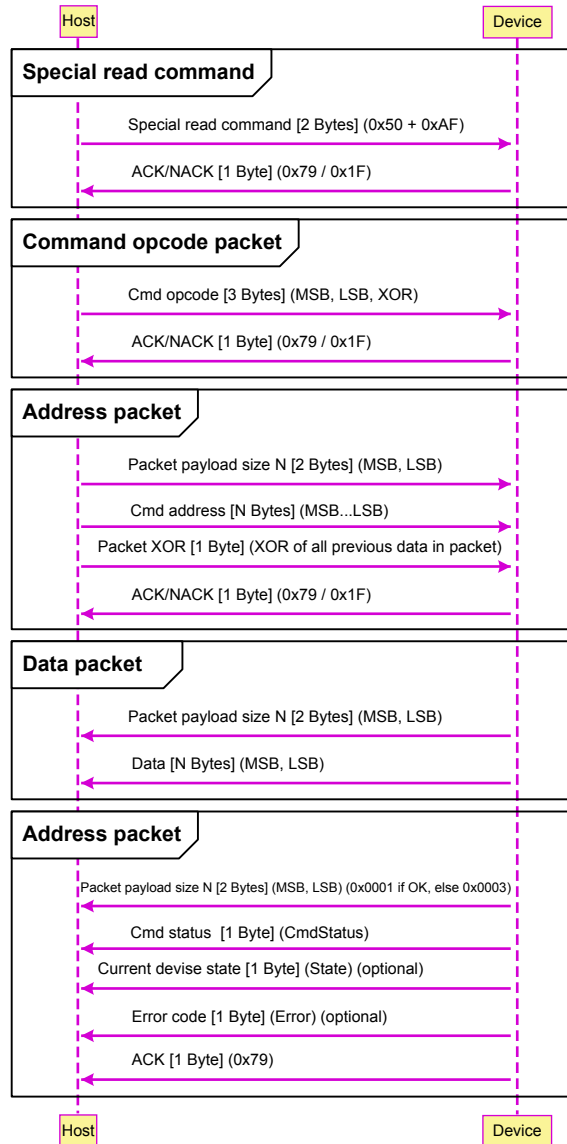 Host Device
Special read command
Special read command [2 Bytes] (0x50 + 0xAF)
ACK/NACK [1 Byte] (0x79 / 0x1F)
Command opcode packet
Cmd opcode [3 Bytes] (MSB, LSB, XOR)
ACK/NACK [1 Byte] (0x79 / 0x1F)
Address packet
Packet payload size N [2 Bytes] (MSB, LSB)
Cmd address [N Bytes] (MSB...LSB)
Packet XOR [1 Byte] (XOR of all previous data in packet)
ACK/NACK [1 Byte] (0x79 / 0x1F)
Data packet
Packet payload size N [2 Bytes] (MSB, LSB)
Data [N Bytes] (MSB, LSB)
Address packet
Packet payload size N [2 Bytes] (MSB, LSB) (0x0001 if OK, else 0x0003)
Cmd status [1 Byte] (CmdStatus)
Current devise state [1 Byte] (State) (optional)
Error code [1 Byte] (Error) (optional)
ACK [1 Byte] (0x79)
Host Device